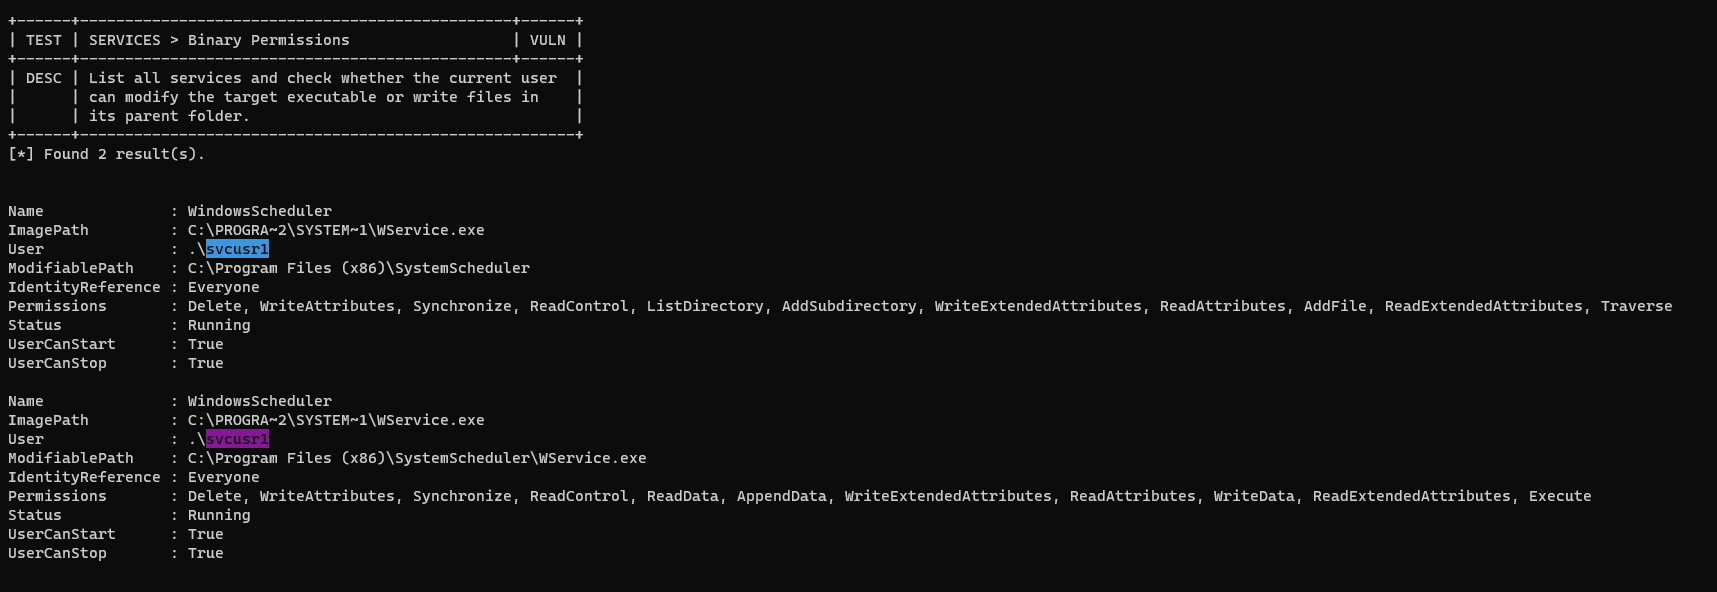 +------+------------------------------------------------+------+
| TEST | SERVICES > Binary Permissions                  | VULN |
+------+------------------------------------------------+------+
| DESC | List all services and check whether the current user  |
|      | can modify the target executable or write files in    |
|      | its parent folder.                                    |
+------+-------------------------------------------------------+
[*] Found 2 result(s).

Name              : WindowsScheduler
ImagePath         : C:\PROGRA~2\SYSTEM~1\WService.exe
User              : .\svcusr1
ModifiablePath    : C:\Program Files (x86)\SystemScheduler
IdentityReference : Everyone
Permissions       : Delete, WriteAttributes, Synchronize, ReadControl, ListDirectory, AddSubdirectory, WriteExtendedAttributes, ReadAttributes, AddFile, ReadExtendedAttributes, Traverse
Status            : Running
UserCanStart      : True
UserCanStop       : True

Name              : WindowsScheduler
ImagePath         : C:\PROGRA~2\SYSTEM~1\WService.exe
User              : .\svcusr1
ModifiablePath    : C:\Program Files (x86)\SystemScheduler\WService.exe
IdentityReference : Everyone
Permissions       : Delete, WriteAttributes, Synchronize, ReadControl, ReadData, AppendData, WriteExtendedAttributes, ReadAttributes, WriteData, ReadExtendedAttributes, Execute
Status            : Running
UserCanStart      : True
UserCanStop       : True